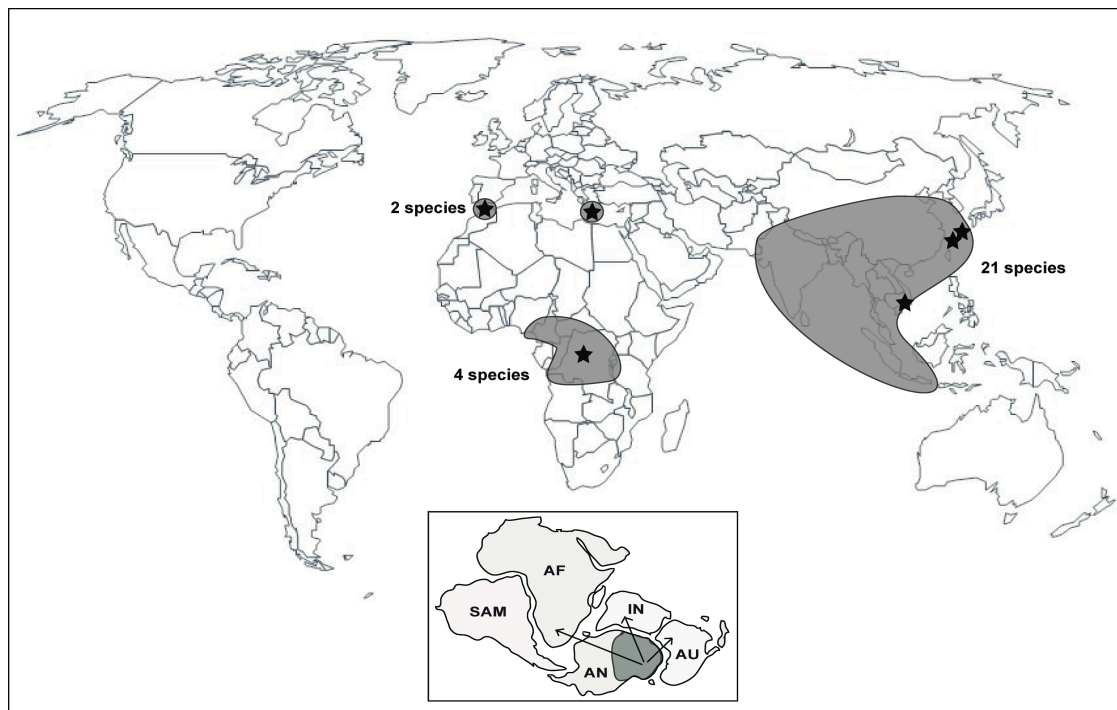 2 species
21 species
4 species
AF
SAM
IN
AN
AU